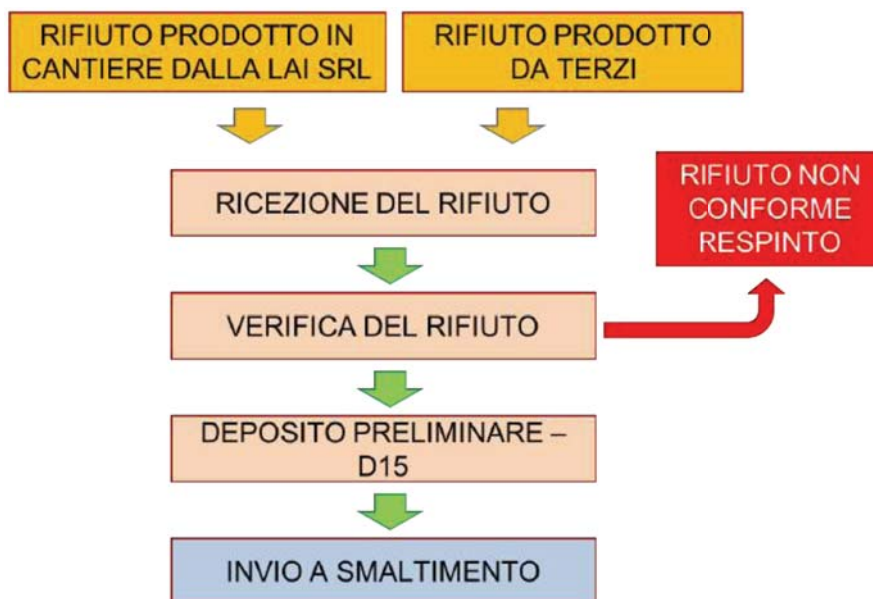 RIFIUTO PRODOTTO IN
CANTIERE DALLA LAI SRL
RIFIUTO PRODOTTO
DA TERZI
RICEZIONE DEL RIFIUTO
RIFIUTO NON
CONFORME
RESPINTO
VERIFICA DEL RIFIUTO
DEPOSITO PRELIMINARE –
D15
INVIO A SMALTIMENTO